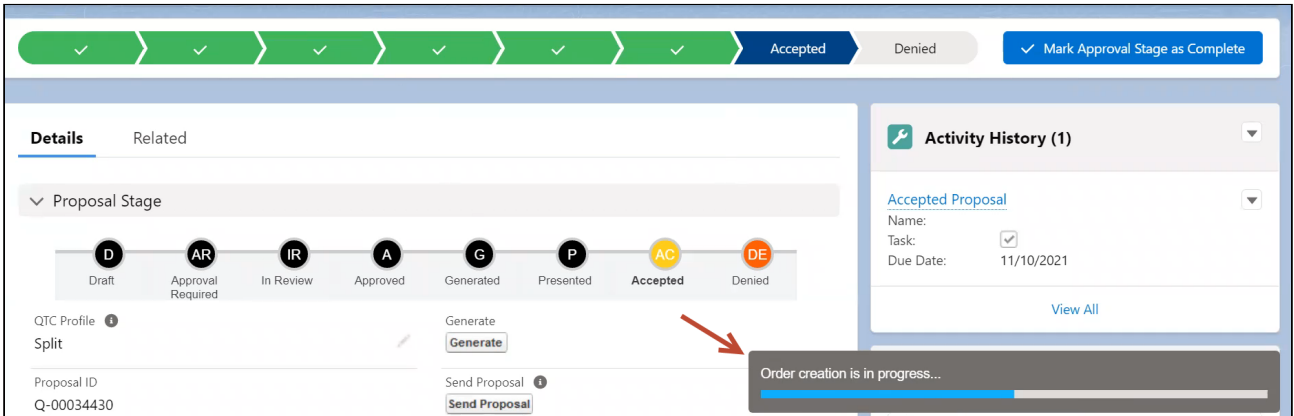 Accepted
Denied
Mark Approval Stage as Complete
Details
Related
Proposal Stage
D
AR
IR
A
G
P
AC
DE
Draft
Approval
Required
In Review
Approved
Generated
Presented
Accepted
Denied
QTC Profile
Split
Generate
Generate
Proposal ID
Q-00034430
Send Proposal
Send Proposal
Activity History (1)
Accepted Proposal
Name:
Task:
Due Date: 11/10/2021
View All
Order creation is in progress...